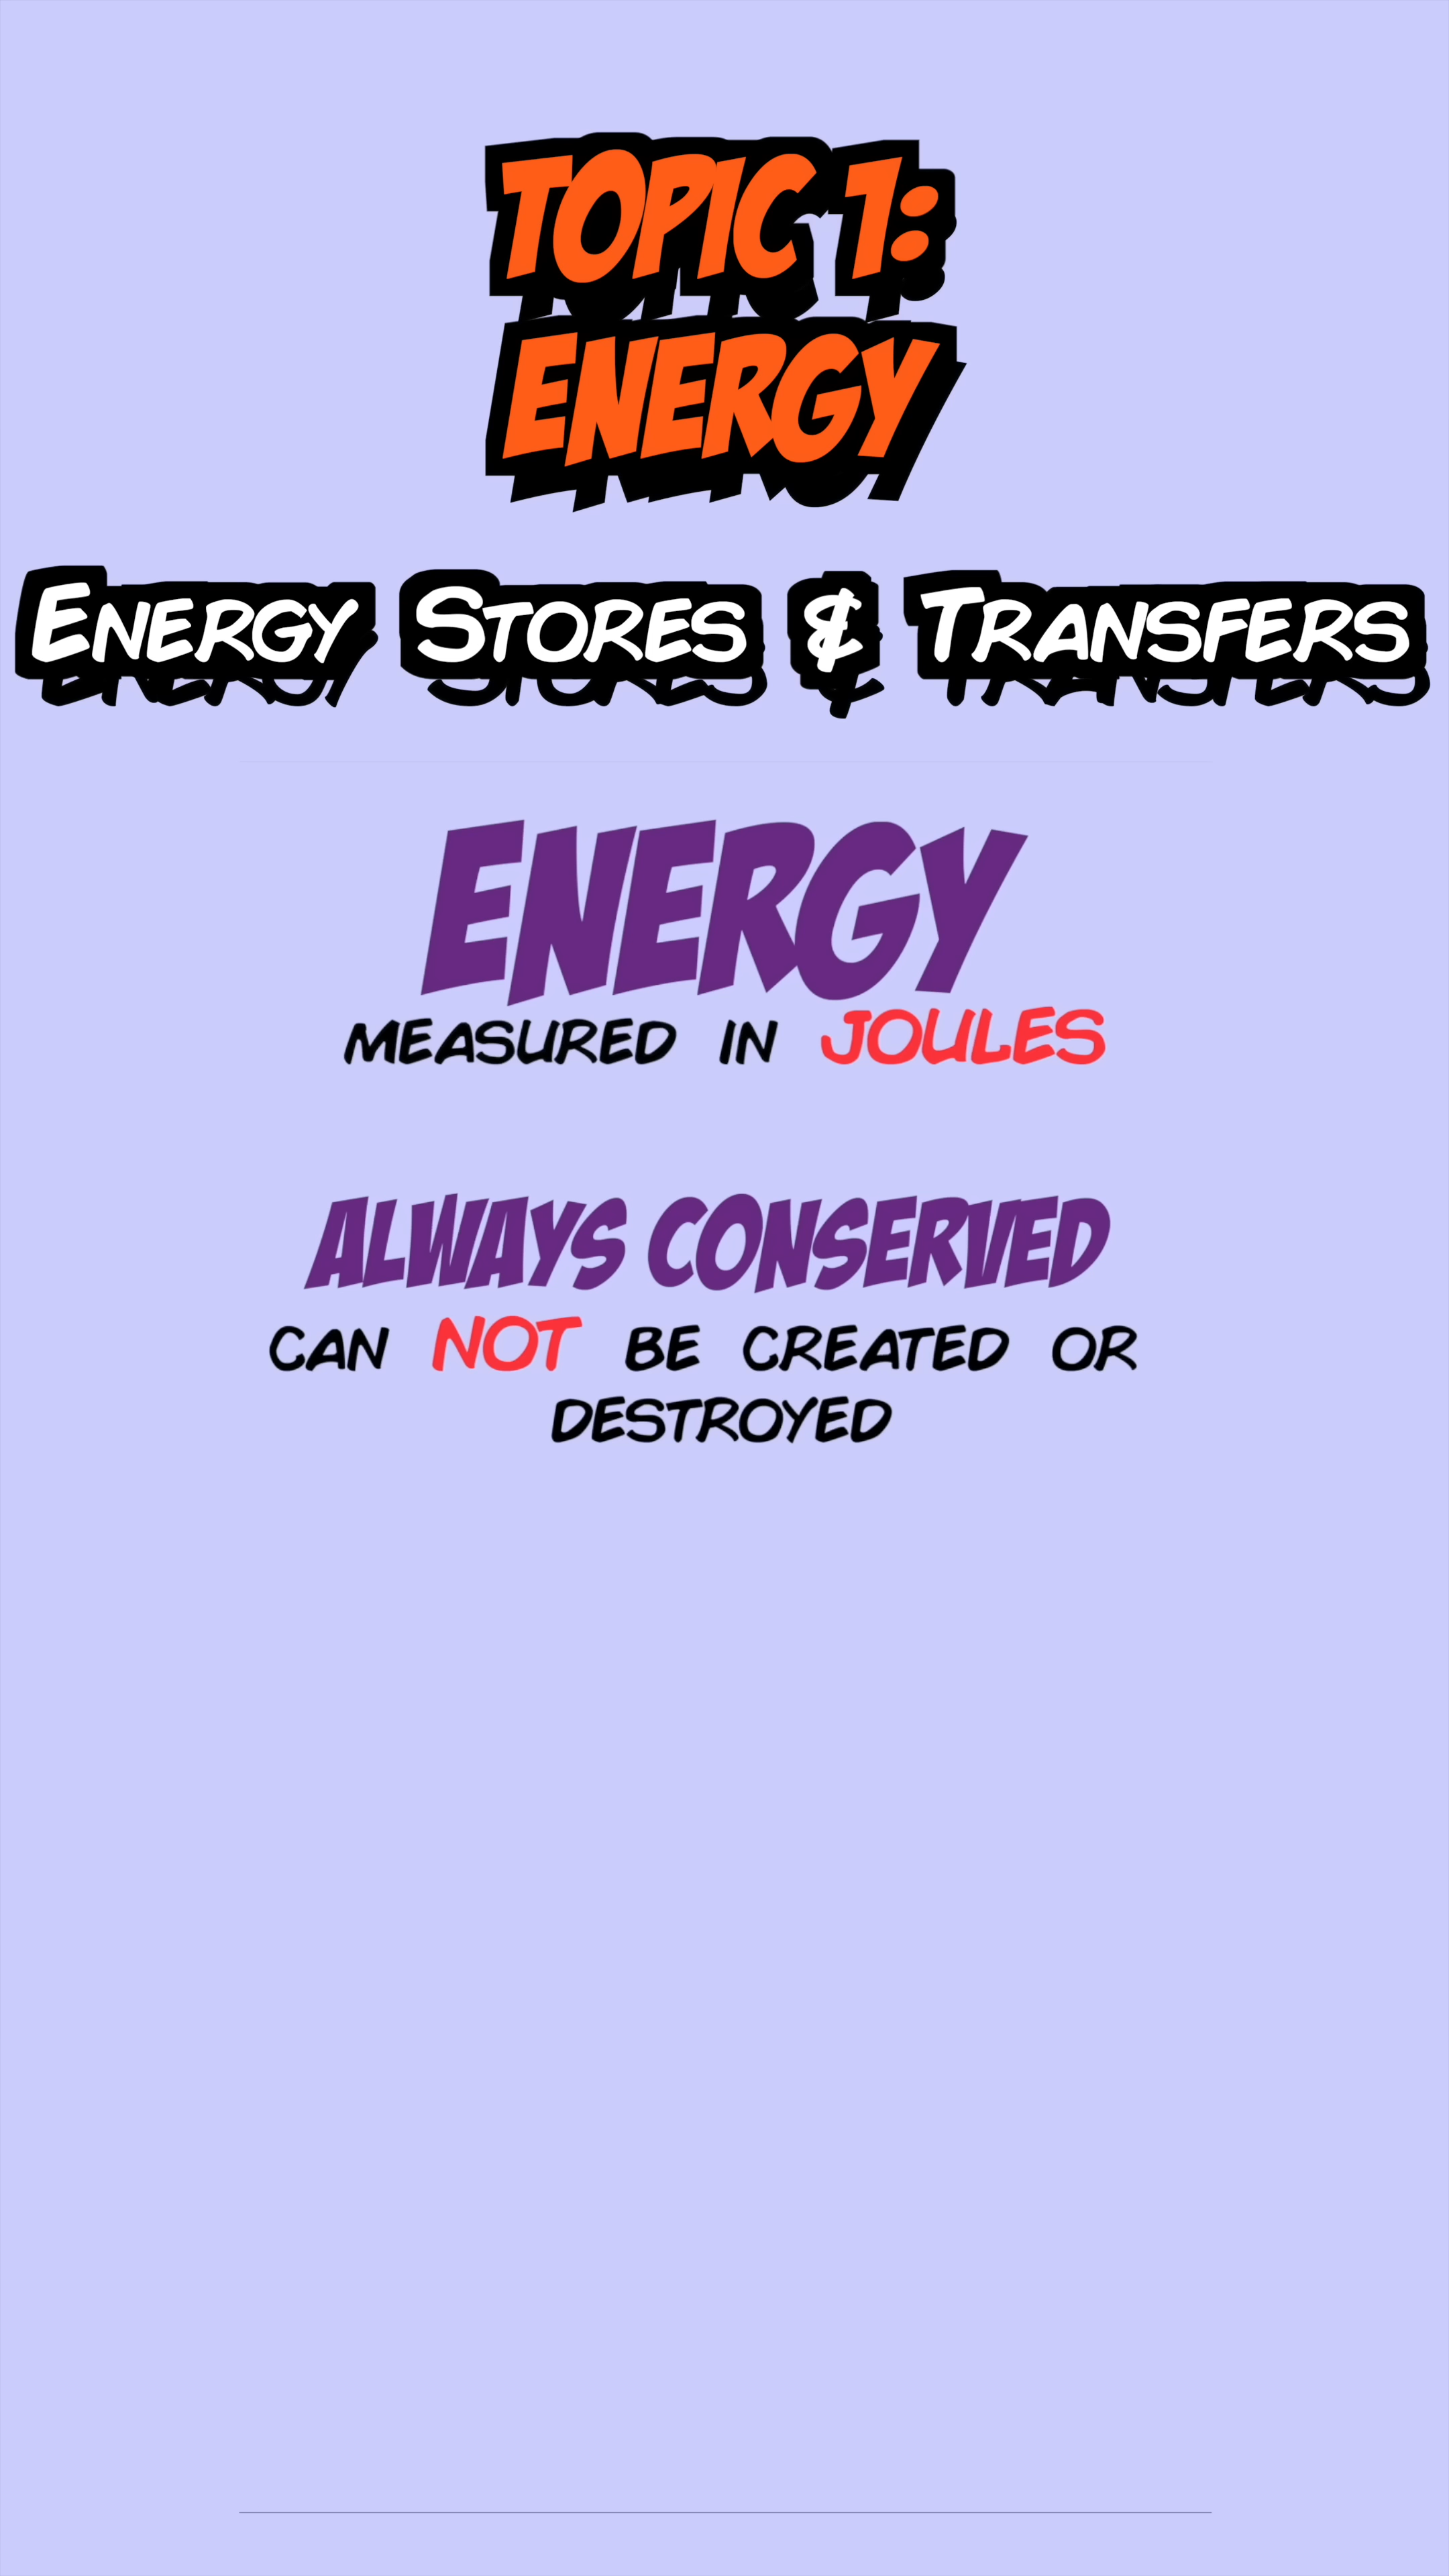 TOPIC 1:
ENERGY
ENERGY STORES & TRANSFERS
ENERGY
MEASURED IN JOULES
ALWAYS CONSERVED
CAN NOT BE CREATED OR
DESTROYED